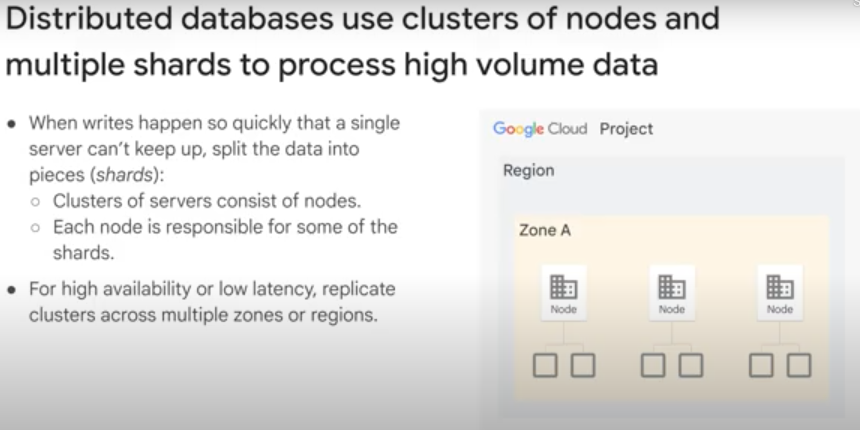 Distributed databases use clusters of nodes and
multiple shards to process high volume data
• When writes happen so quickly that a single
server can't keep up, split the data into
pieces (shards):
○ Clusters of servers consist of nodes.
○ Each node is responsible for some of the
shards.
• For high availability or low latency, replicate
clusters across multiple zones or regions.
Google Cloud Project
Region
Zone A
Node Node Node